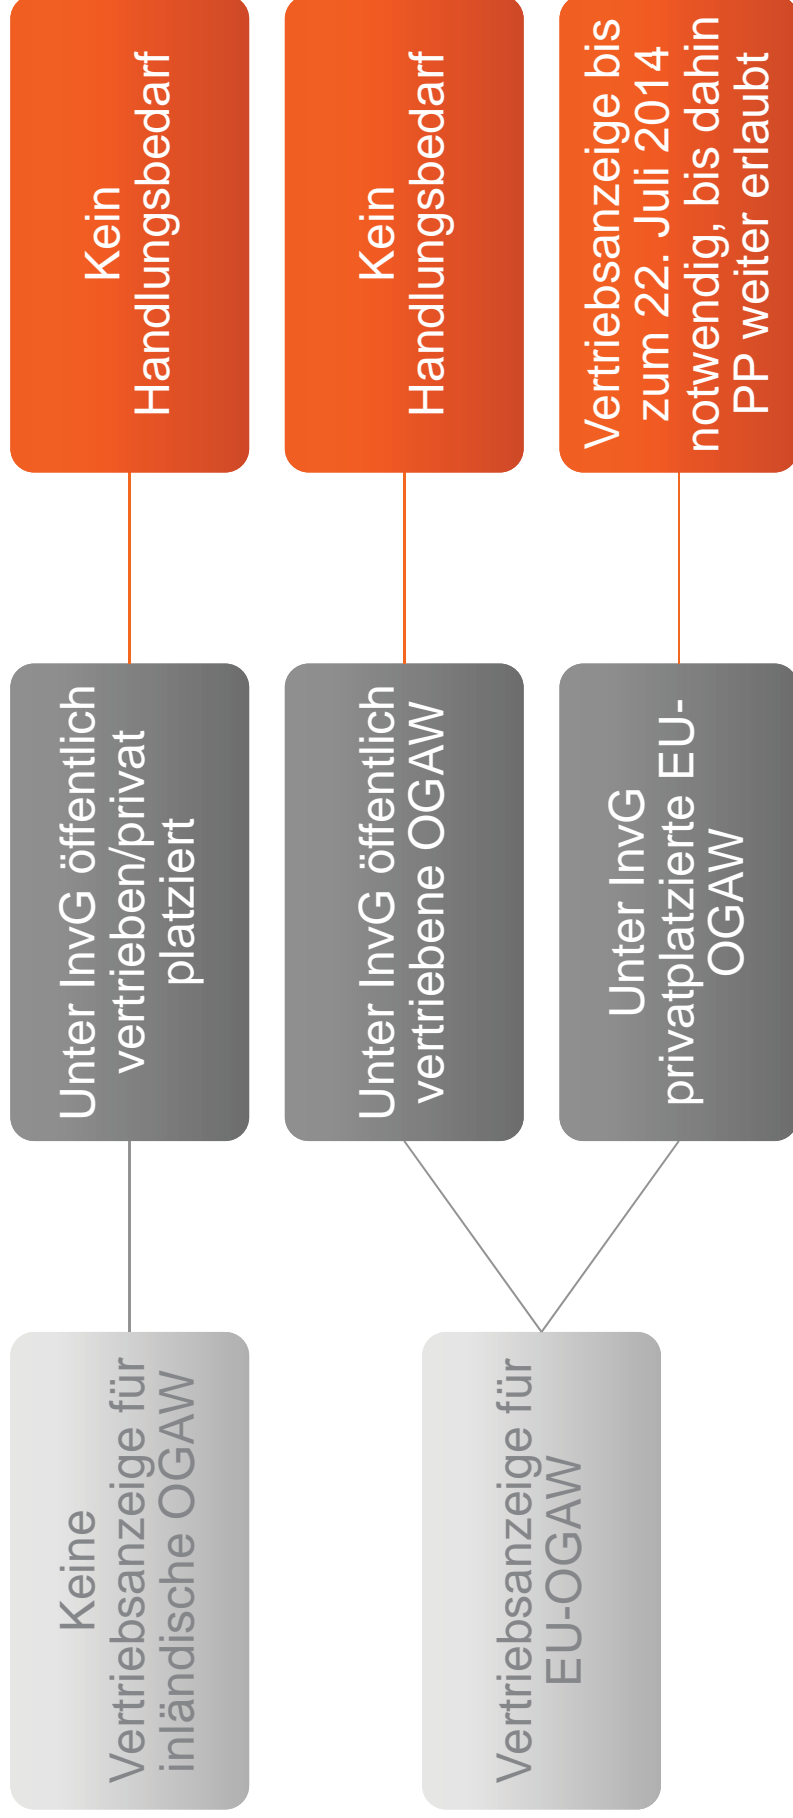 Keine
Vertriebsanzeige für
inländische OGAW
Unter InvG öffentlich
vertrieben/privat
platziert
Kein
Handlungsbedarf
Vertriebsanzeige für
EU-OGAW
Unter InvG öffentlich
vertriebene OGAW
Kein
Handlungsbedarf
Unter InvG
privatplatzierte EU-
OGAW
Vertriebsanzeige bis
zum 22. Juli 2014
notwendig, bis dahin
PP weiter erlaubt